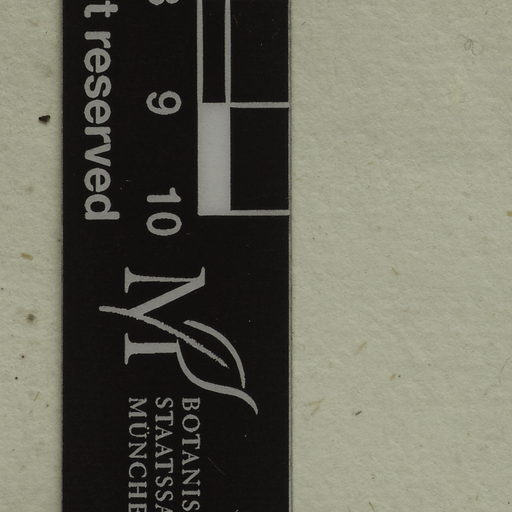 t reserved
9
10
M
BOTANIS
STAATSSA
MÜNCHE